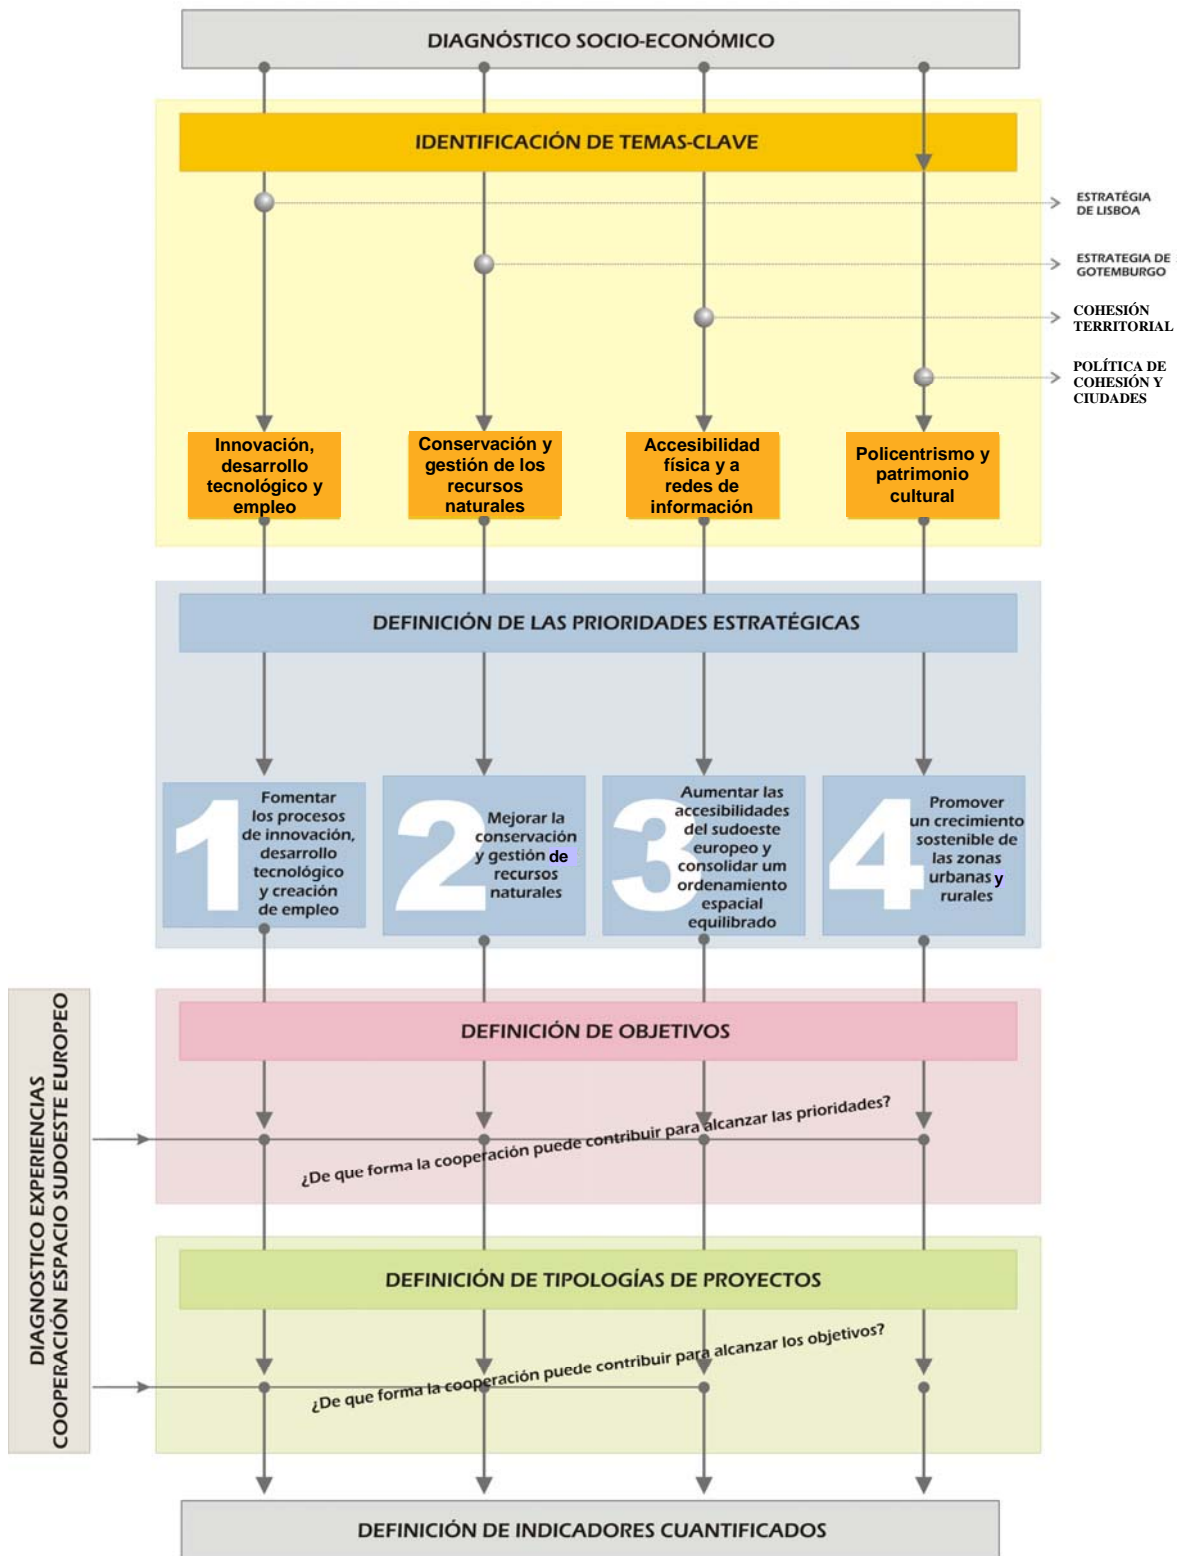 DIAGNÓSTICO SOCIO-ECONÓMICO
IDENTIFICACIÓN DE TEMAS-CLAVE
ESTRATÉGIA
DE LISBOA
ESTRATEGIA DE
GOTEMBURGO
COHESIÓN
TERRITORIAL
POLÍTICA DE
COHESIÓN Y
CIUDADES
Innovación,
desarrollo
tecnológico y
empleo
Conservación y
gestión de los
recursos
naturales
Accesibilidad
física y a
redes de
información
Policentrismo y
patrimonio
cultural
DEFINICIÓN DE LAS PRIORIDADES ESTRATÉGICAS
1
Fomentar
los procesos
de innovación,
desarrollo
tecnológico
y creación
de empleo
2
Mejorar la
conservación
y gestión de
recursos
naturales
3
Aumentar las
accesibilidades
del sudoeste
europeo y
consolidar um
ordenamiento
espacial
equilibrado
4
Promover
un crecimiento
sostenible de
las zonas
urbanas y
rurales
DIAGNOSTICO EXPERIENCIAS
COOPERACIÓN ESPACIO SUDOESTE EUROPEO
DEFINICIÓN DE OBJETIVOS
¿De que forma la cooperación puede contribuir para alcanzar las prioridades?
DEFINICIÓN DE TIPOLOGÍAS DE PROYECTOS
¿De que forma la cooperación puede contribuir para alcanzar los objetivos?
DEFINICIÓN DE INDICADORES CUANTIFICADOS